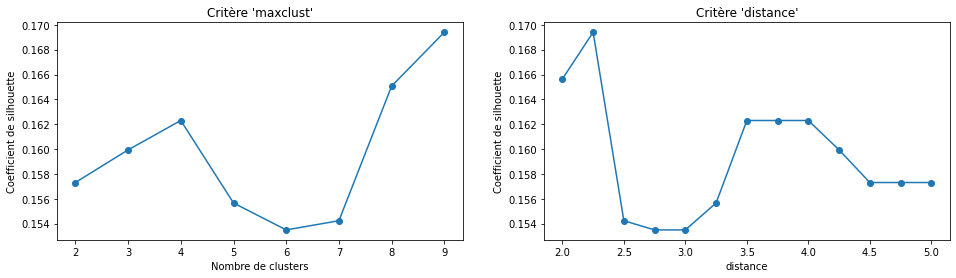 Critère 'maxclust'
Coefficient de silhouette
0.170
0.168
0.166
0.164
0.162
0.160
0.158
0.156
0.154
2 3 4 5 6 7 8 9
Nombre de clusters
Critère 'distance'
Coefficient de silhouette
0.170
0.168
0.166
0.164
0.162
0.160
0.158
0.156
0.154
2.0 2.5 3.0 3.5 4.0 4.5 5.0
distance